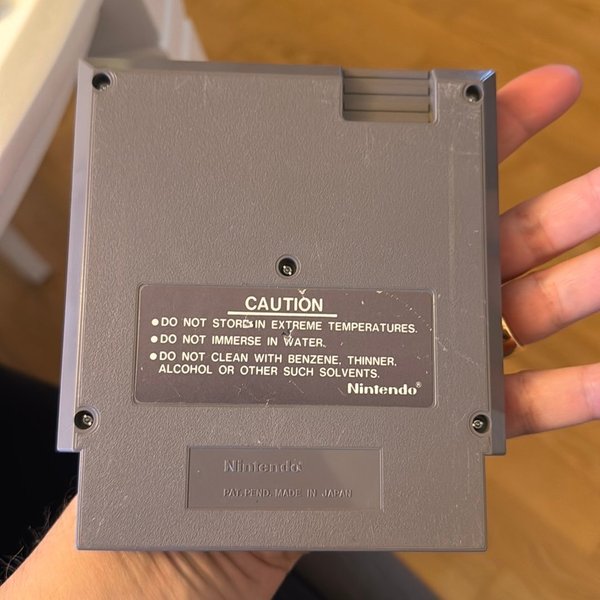 CAUTION
● DO NOT STORE IN EXTREME TEMPERATURES.
● DO NOT IMMERSE IN WATER.
● DO NOT CLEAN WITH BENZENE, THINNER,
ALCOHOL OR OTHER SUCH SOLVENTS.
Nintendo®
Nintendo®
PAT. PEND. MADE IN JAPAN